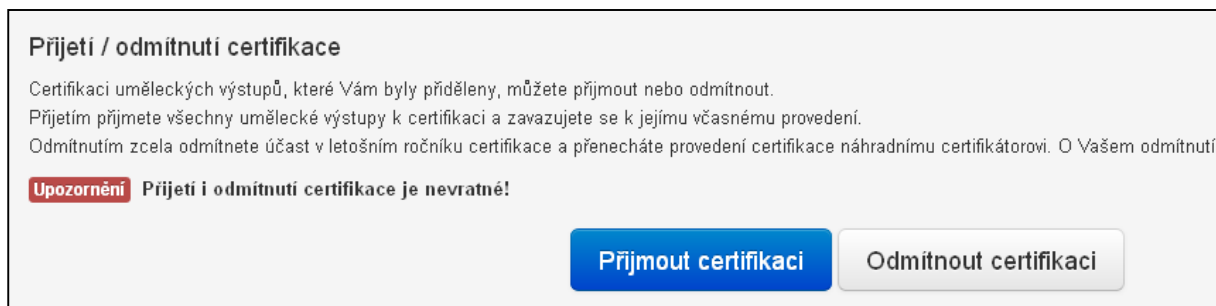 Přijetí / odmítnutí certifikace
Certifikaci uměleckých výstupů, které Vám byly přiděleny, můžete přijmout nebo odmítnout.
Přijetím přijmete všechny umělecké výstupy k certifikaci a zavazujete se k jejímu včasnému provedení.
Odmítnutím zcela odmítnete účast v letošním ročníku certifikace a přenecháte provedení certifikace náhradnímu certifikátorovi. O Vašem odmítnutí
Upozornění Přijetí i odmítnutí certifikace je nevratné!
Přijmout certifikaci Odmítnout certifikaci